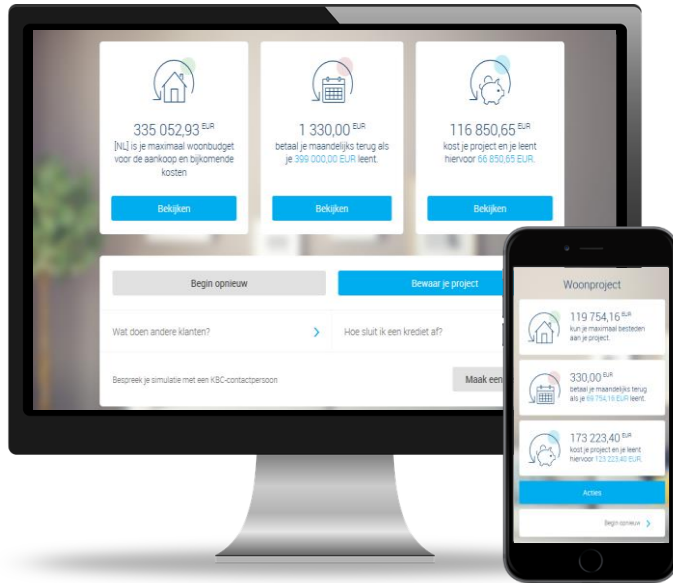 335 052,93 EUR
[NL] is je maximaal woonbudget
voor de aankoop en bijkomende
kosten
Bekijken
1 330,00 EUR
betaal je maandelijks terug als
je 399 000,00 EUR leent.
Bekijken
116 850,65 EUR
kost je project en je leent
hiervoor 66 850,65 EUR.
Bekijken
Begin opnieuw
Bewaar je project
Wat doen andere klanten?
Hoe sluit ik een krediet af?
Bespreek je simulatie met een KBC-contactpersoon
Maak een
Woonproject
119 754,16 EUR
kun je maximaal besteden
aan je project.
330,00 EUR
betaal je maandelijks terug
als je 69 754,16 EUR leent.
173 223,40 EUR
kost je project en je leent
hiervoor 123 223,40 EUR.
Acties
Begin opnieuw